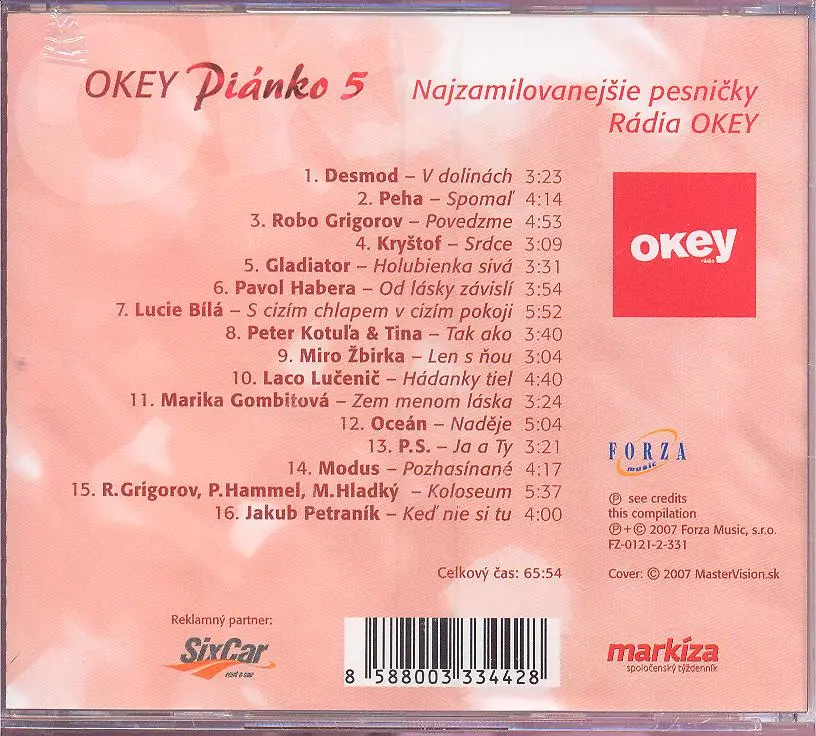 OKEY Piánko 5
Najzamilovanejšie pesničky
Rádia OKEY
1. Desmod – V dolinách 3:23
2. Peha – Spomaľ 4:14
3. Robo Grigorov – Povedzme 4:53
4. Kryštof – Srdce 3:09
5. Gladiator – Holubienka sivá 3:31
6. Pavol Habera – Od lásky závislí 3:54
7. Lucie Bílá – S cizím chlapem v cizím pokoji 5:52
8. Peter Kotuľa & Tina – Tak ako 3:40
9. Miro Žbirka – Len s ňou 3:04
10. Laco Lučenič – Hádanky tiel 4:40
11. Marika Gombitová – Zem menom láska 3:24
12. Oceán – Naděje 5:04
13. P.S. – Ja a Ty 3:21
14. Modus – Pozhasínané 4:17
15. R.Grigorov, P.Hammel, M.Hladký – Koloseum 5:37
16. Jakub Petraník – Keď nie si tu 4:00
Celkový čas: 65:54
OKey
rádio
FORZA
music
℗ see credits
this compilation
℗+© 2007 Forza Music, s.r.o.
FZ-0121-2-331
Cover: © 2007 MasterVision.sk
Reklamný partner:
SixCar
rent a car
8 588003 334428
markíza
spoločenský týždenník